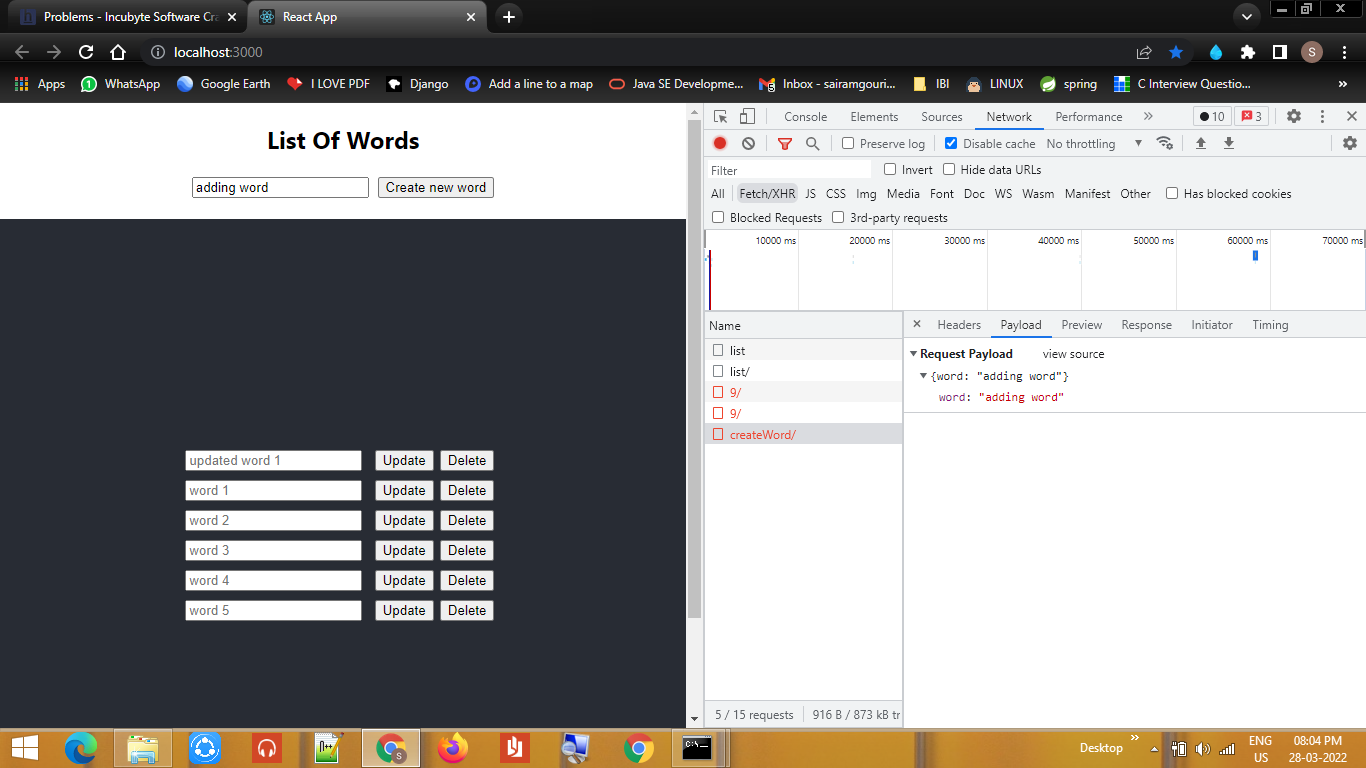 Problems - Incubyte Software Cra
React App
localhost:3000
Apps
WhatsApp
Google Earth
I LOVE PDF
Django
Add a line to a map
Java SE Developme...
Inbox - sairamgouri...
IBI
LINUX
spring
C Interview Questio...
»
S
List Of Words
adding word
Create new word
updated word 1 Update Delete
word 1 Update Delete
word 2 Update Delete
word 3 Update Delete
word 4 Update Delete
word 5 Update Delete
Console Elements Sources Network Performance » 10 3
Preserve log Disable cache No throttling
Filter Invert Hide data URLs
All Fetch/XHR JS CSS Img Media Font Doc WS Wasm Manifest Other Has blocked cookies
Blocked Requests 3rd-party requests
10000 ms 20000 ms 30000 ms 40000 ms 50000 ms 60000 ms 70000 ms
Name
list
list/
9/
9/
createWord/
Headers Payload Preview Response Initiator Timing
Request Payload view source
{word: "adding word"}
word: "adding word"
5 / 15 requests 916 B / 873 kB tr
Desktop »
ENG
US
08:04 PM
28-03-2022